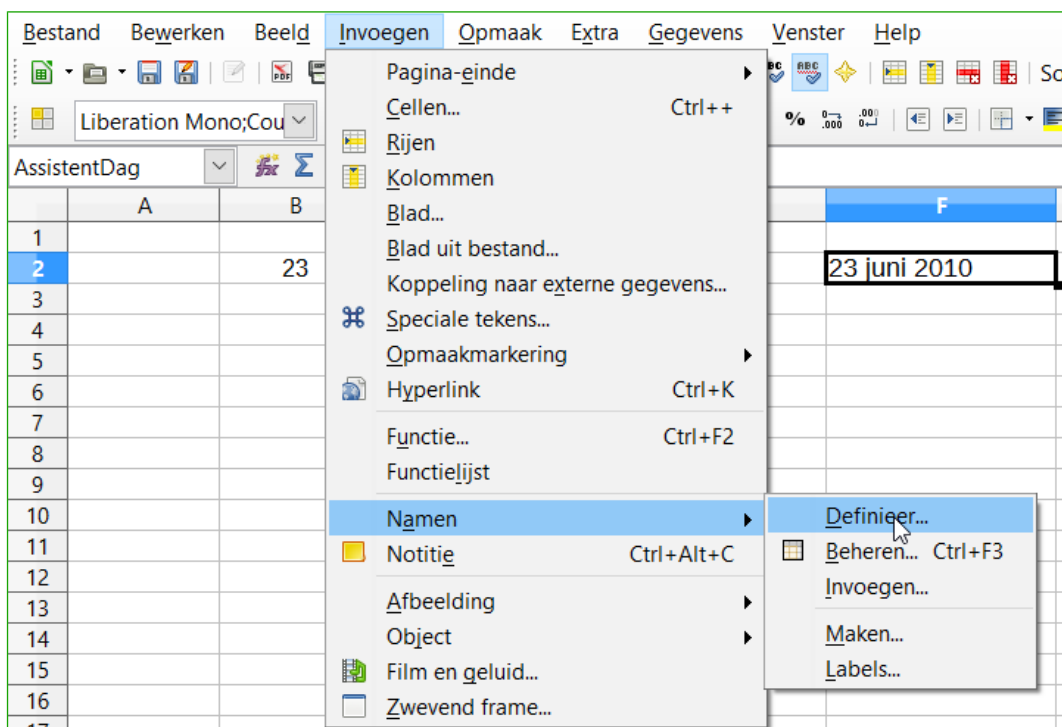 Bestand Bewerken Beeld Invoegen Opmaak Extra Gegevens Venster Help
Liberation Mono;Cou
AssistentDag
A B F
1
2 23 23 juni 2010
3
4
5
6
7
8
9
10
11
12
13
14
15
16
Pagina-einde
Cellen... Ctrl++
Rijen
Kolommen
Blad...
Blad uit bestand...
Koppeling naar externe gegevens...
Speciale tekens...
Opmaakmarkering
Hyperlink Ctrl+K
Functie... Ctrl+F2
Functielijst
Namen
Notitie Ctrl+Alt+C
Afbeelding
Object
Film en geluid...
Zwevend frame...
Definieer...
Beheren... Ctrl+F3
Invoegen...
Maken...
Labels...